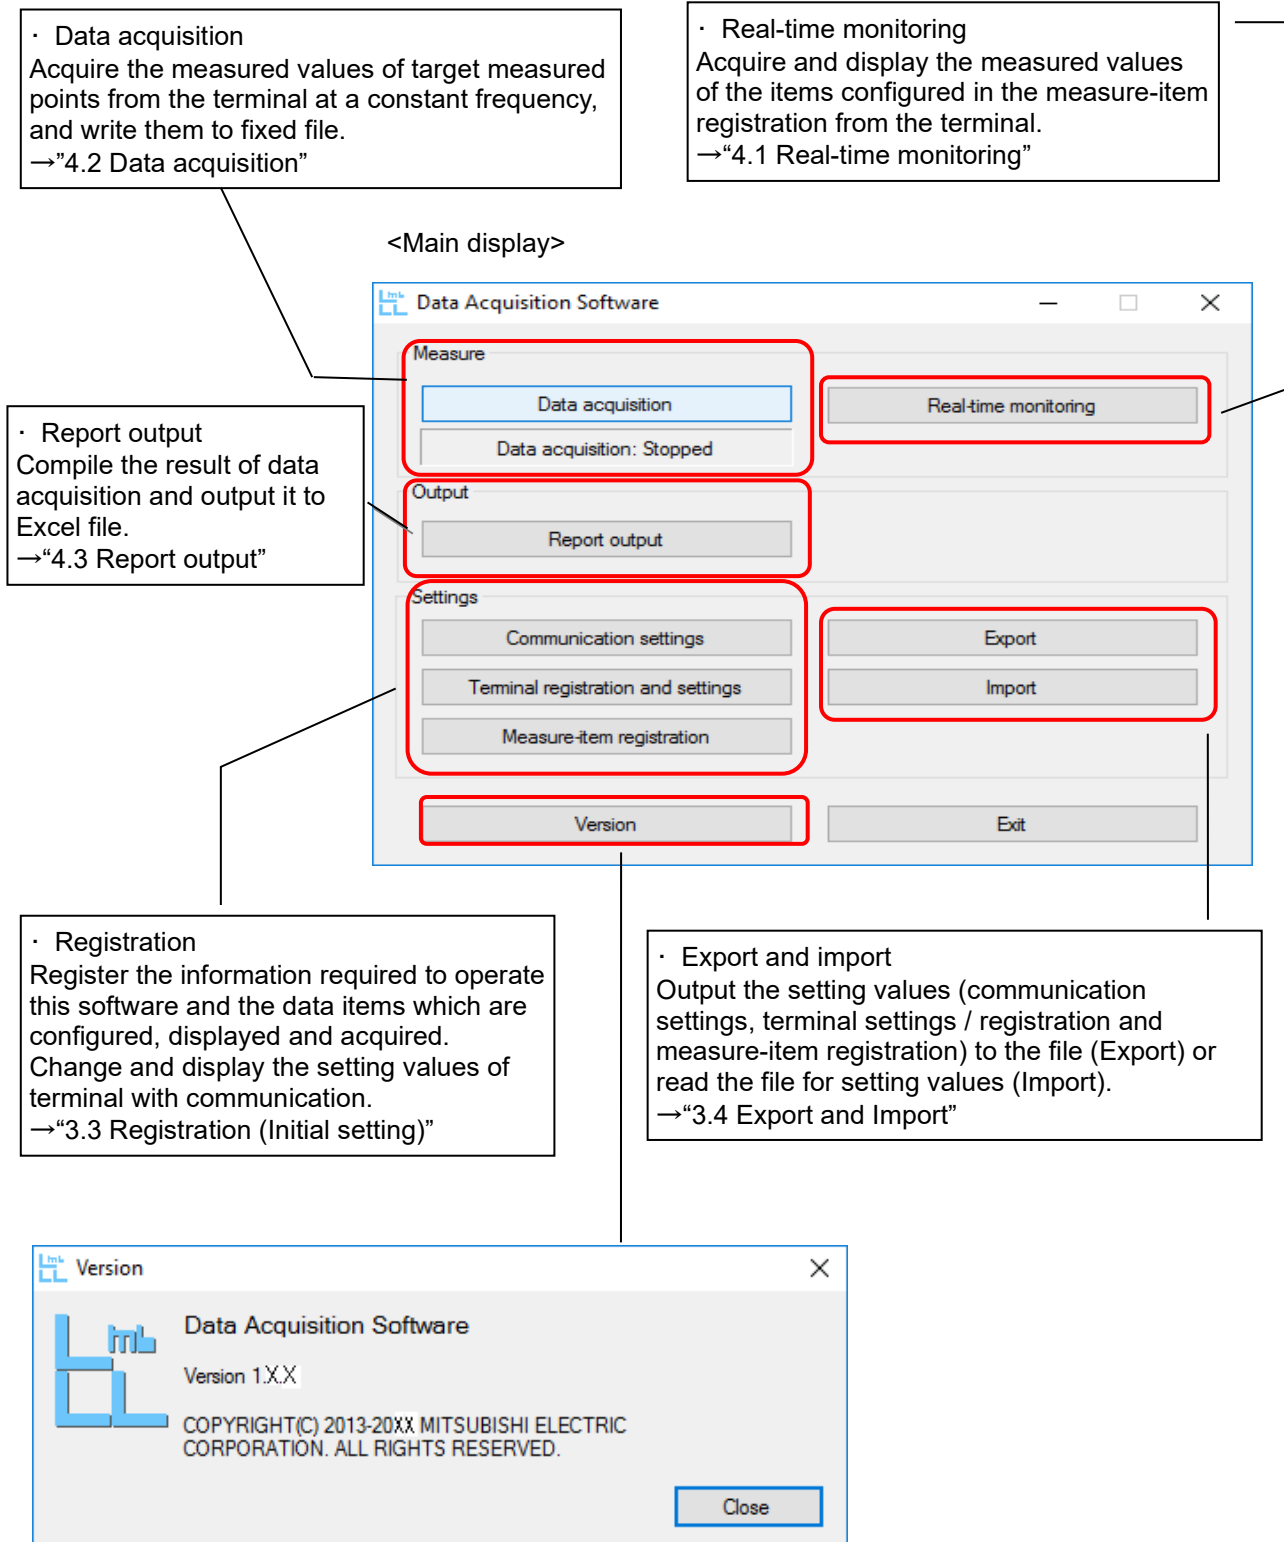 · Data acquisition
Acquire the measured values of target measured
points from the terminal at a constant frequency,
and write them to fixed file.
→"4.2 Data acquisition”
· Real-time monitoring
Acquire and display the measured values
of the items configured in the measure-item
registration from the terminal.
→“4.1 Real-time monitoring”
<Main display>
Data Acquisition Software
Measure
Data acquisition
Real-time monitoring
Data acquisition: Stopped
· Report output
Compile the result of data
acquisition and output it to
Excel file.
→“4.3 Report output”
Output
Report output
Settings
Communication settings
Export
Terminal registration and settings
Import
Measure-item registration
Version
Exit
· Registration
Register the information required to operate
this software and the data items which are
configured, displayed and acquired.
Change and display the setting values of
terminal with communication.
→“3.3 Registration (Initial setting)”
· Export and import
Output the setting values (communication
settings, terminal settings / registration and
measure-item registration) to the file (Export) or
read the file for setting values (Import).
→“3.4 Export and Import”
Version
Data Acquisition Software
Version 1.X.X
COPYRIGHT(C) 2013-20XX MITSUBISHI ELECTRIC
CORPORATION. ALL RIGHTS RESERVED.
Close